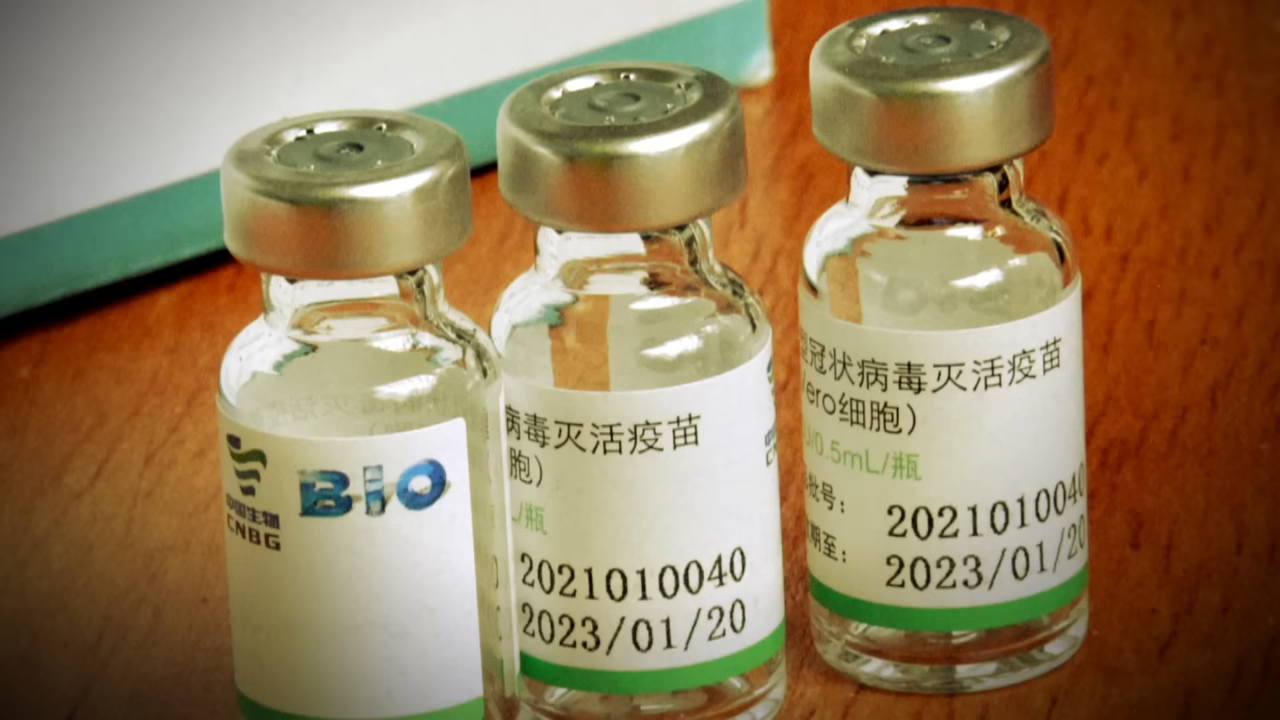 中国生物
CNBG
BIO
病毒灭活疫苗
胞）
L/瓶
2021010040
2023/01/20
冠状病毒灭活疫苗
ero细胞）
/0.5mL/瓶
批号：
期至：
2021010040
2023/01/20